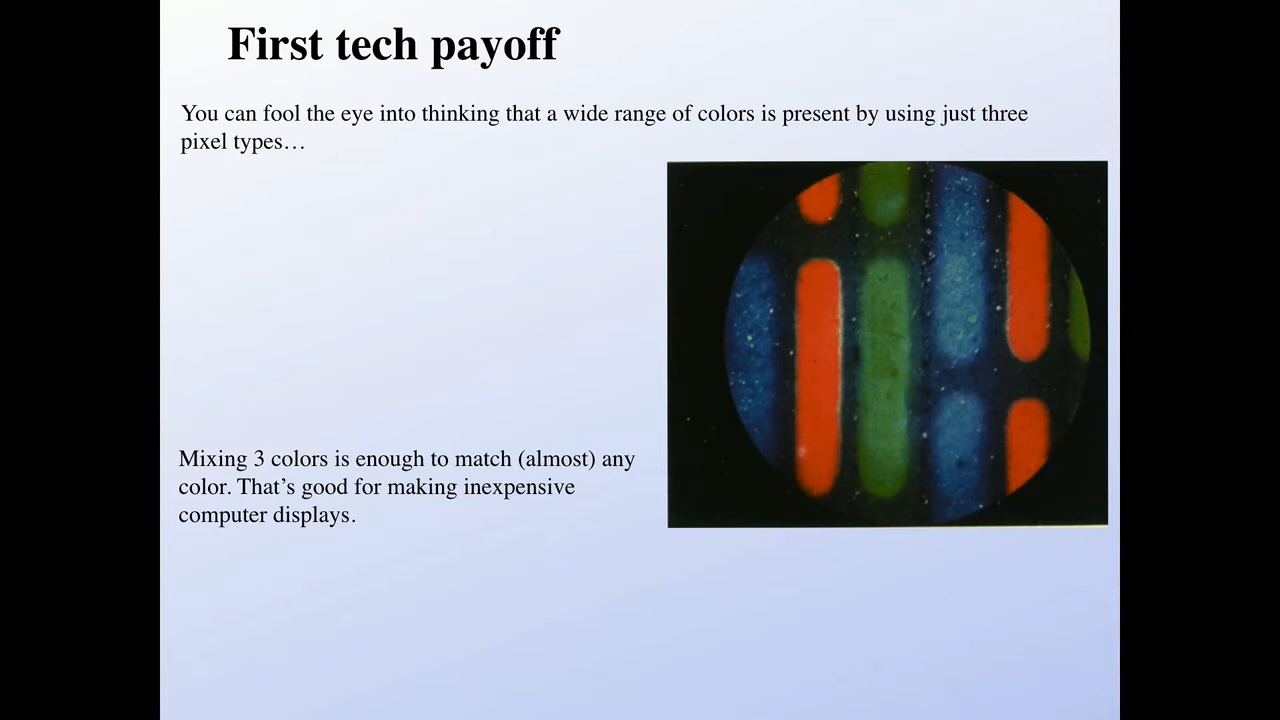 First tech payoff
You can fool the eye into thinking that a wide range of colors is present by using just three
pixel types…
Mixing 3 colors is enough to match (almost) any
color. That’s good for making inexpensive
computer displays.